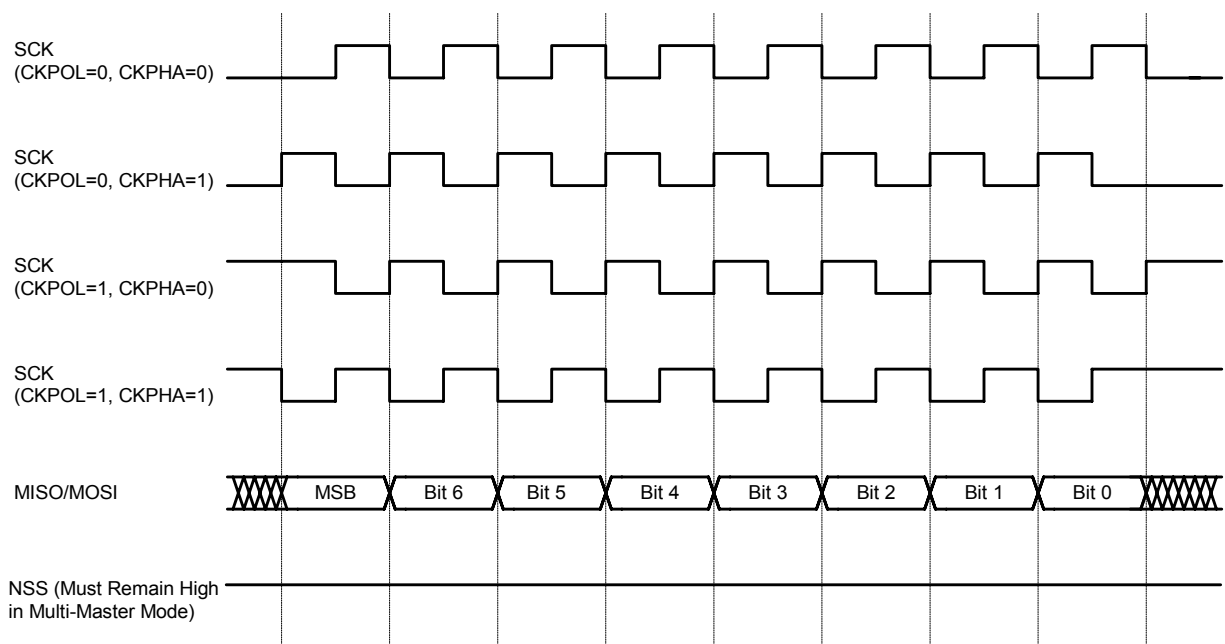 SCK
(CKPOL=0, CKPHA=0)
SCK
(CKPOL=0, CKPHA=1)
SCK
(CKPOL=1, CKPHA=0)
SCK
(CKPOL=1, CKPHA=1)
MISO/MOSI
MSB Bit 6 Bit 5 Bit 4 Bit 3 Bit 2 Bit 1 Bit 0
NSS (Must Remain High
in Multi-Master Mode)